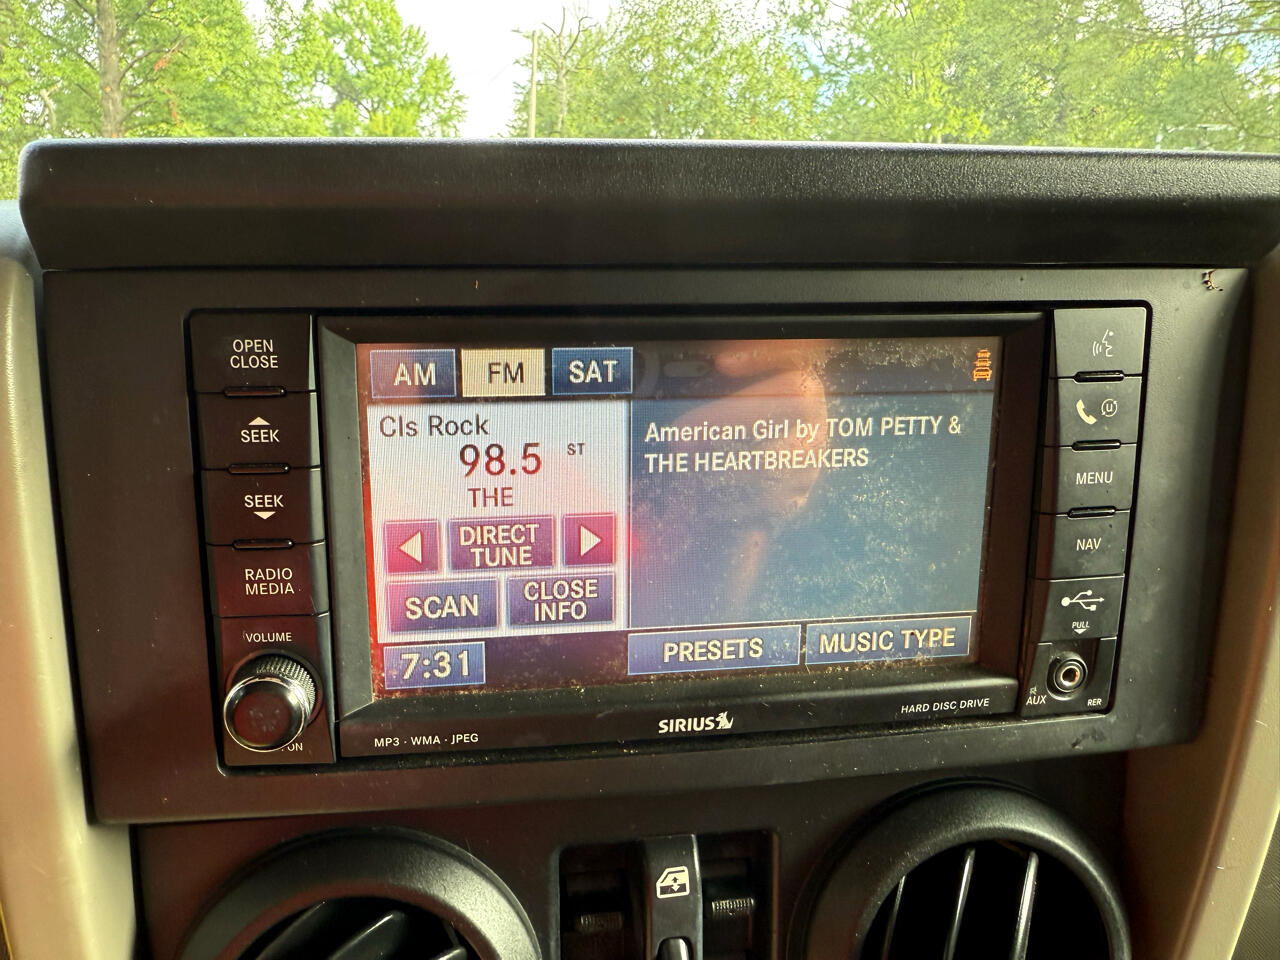 OPEN
CLOSE
SEEK
SEEK
RADIO
MEDIA
VOLUME
ON
AM
FM
SAT
Cls Rock
98.5
ST
THE
DIRECT
TUNE
SCAN
CLOSE
INFO
7:31
American Girl by TOM PETTY &
THE HEARTBREAKERS
PRESETS
MUSIC TYPE
MP3 · WMA · JPEG
SIRIUS
HARD DISC DRIVE
MENU
NAV
PULL
AUX
RER